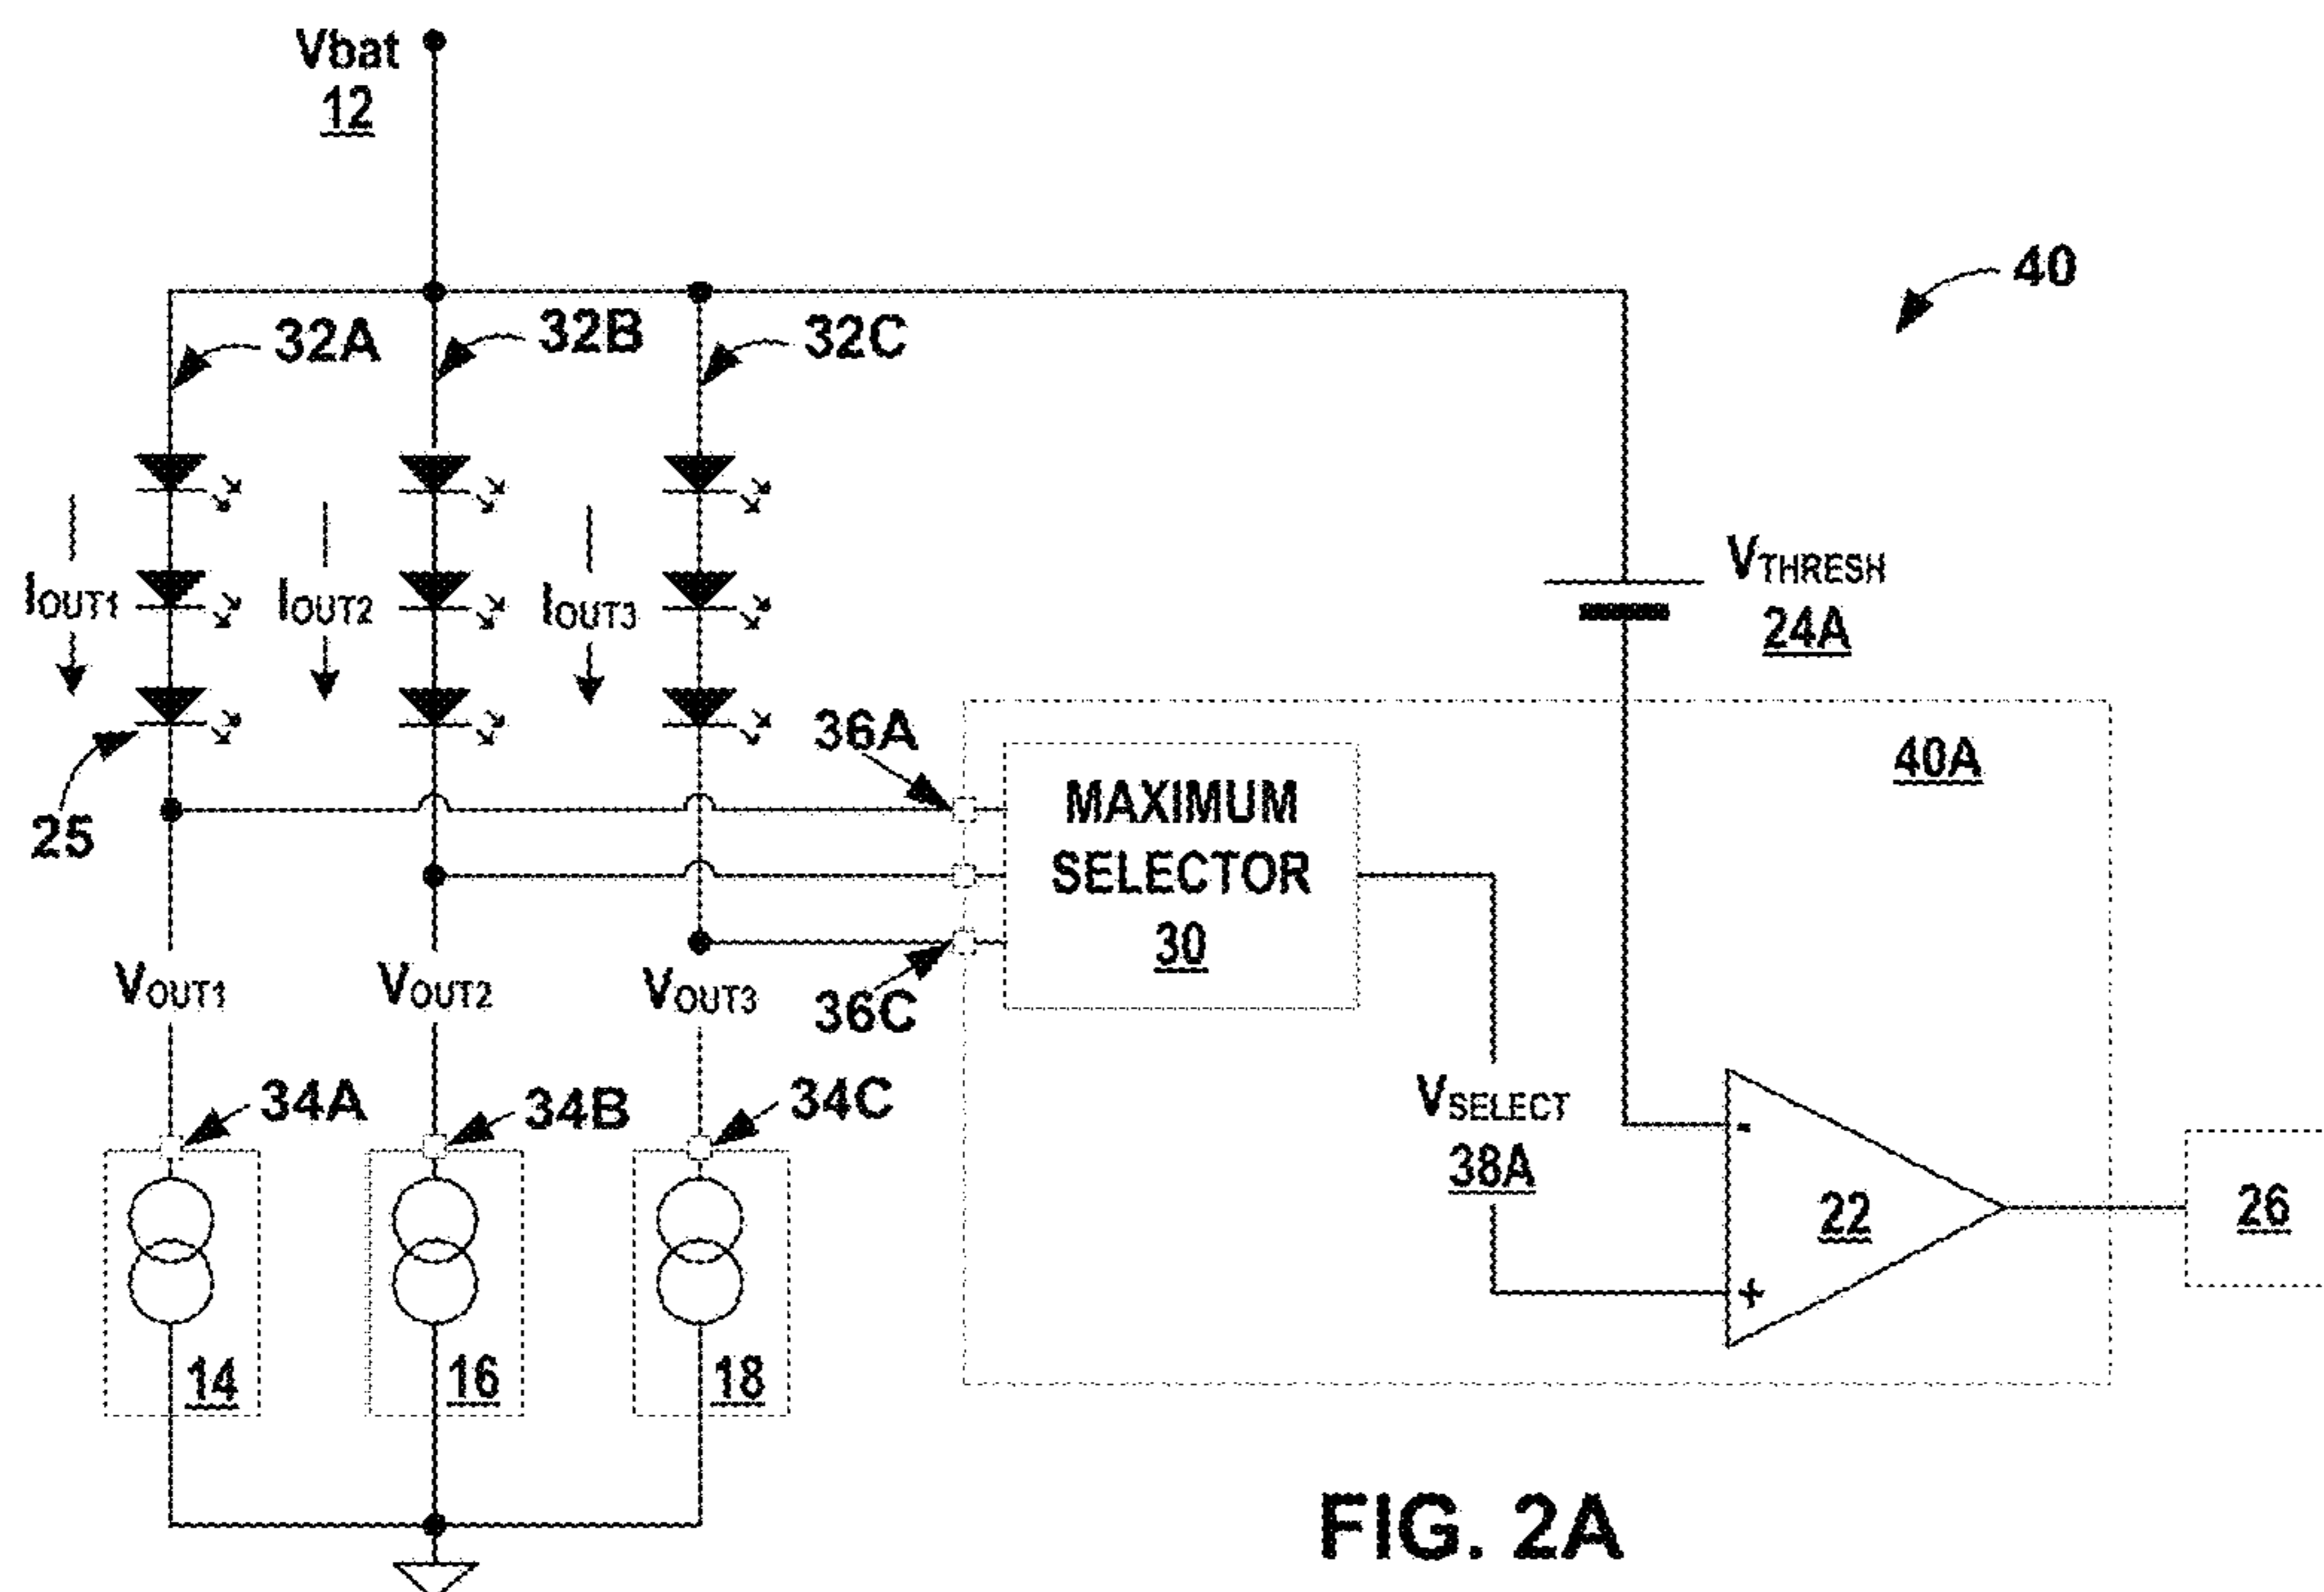 Vbat
12
40
32A
32B
32C
IOUT1
IOUT2
IOUT3
VTHRESH
24A
25
36A
40A
MAXIMUM
SELECTOR
30
VOUT1
VOUT2
VOUT3
36C
34A
34B
34C
VSELECT
38A
-
+
22
26
14
16
18
FIG. 2A